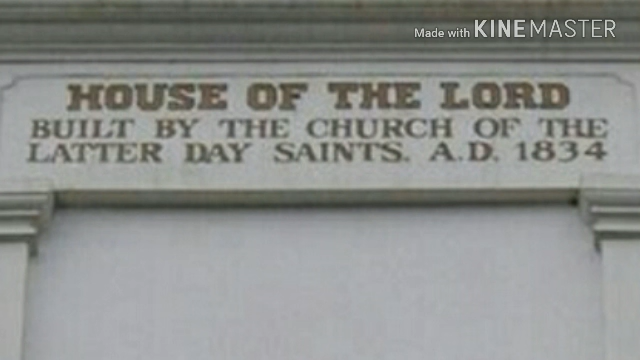 Made with KINEMASTER
HOUSE OF THE LORD
BUILT BY THE CHURCH OF THE
LATTER DAY SAINTS. A.D. 1834